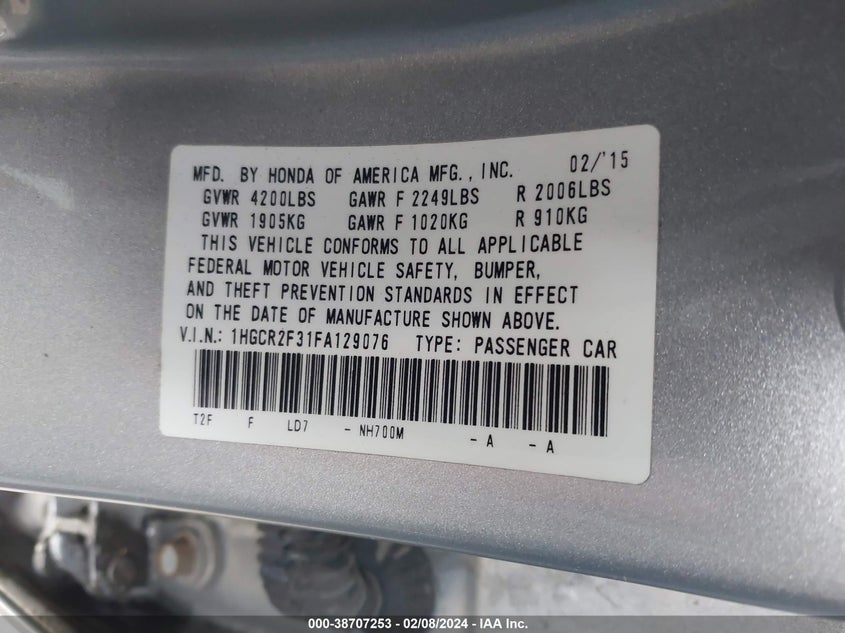 MFD. BY HONDA OF AMERICA MFG., INC. 02/'15
GVWR 4200LBS GAWR F 2249LBS R 2006LBS
GVWR 1905KG GAWR F 1020KG R 910KG
THIS VEHICLE CONFORMS TO ALL APPLICABLE
FEDERAL MOTOR VEHICLE SAFETY, BUMPER,
AND THEFT PREVENTION STANDARDS IN EFFECT
ON THE DATE OF MANUFACTURE SHOWN ABOVE.
V.I.N.: 1HGCR2F31FA129076 TYPE: PASSENGER CAR
T2F F LD7 - NH700M - A - A
000-38707253 — 02/08/2024 — IAA Inc.